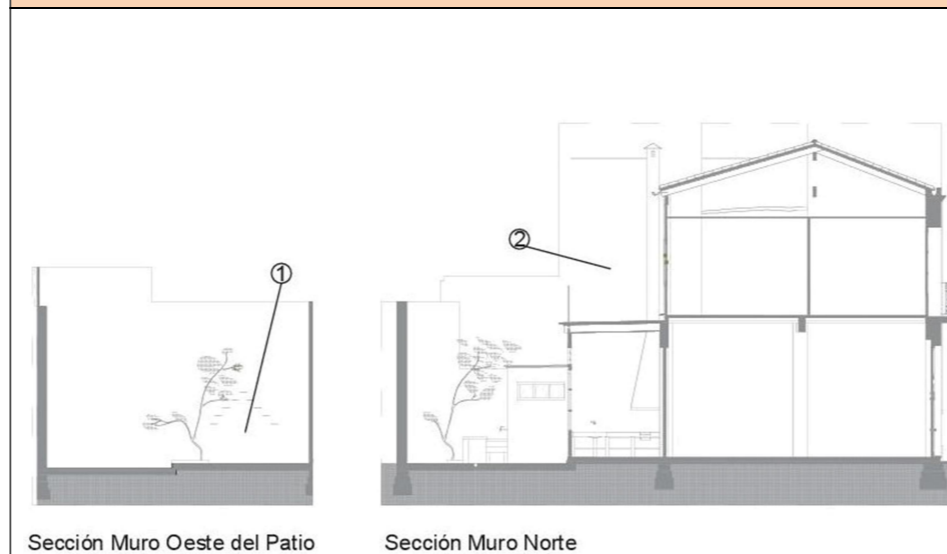 ①
②
Sección Muro Oeste del Patio
Sección Muro Norte